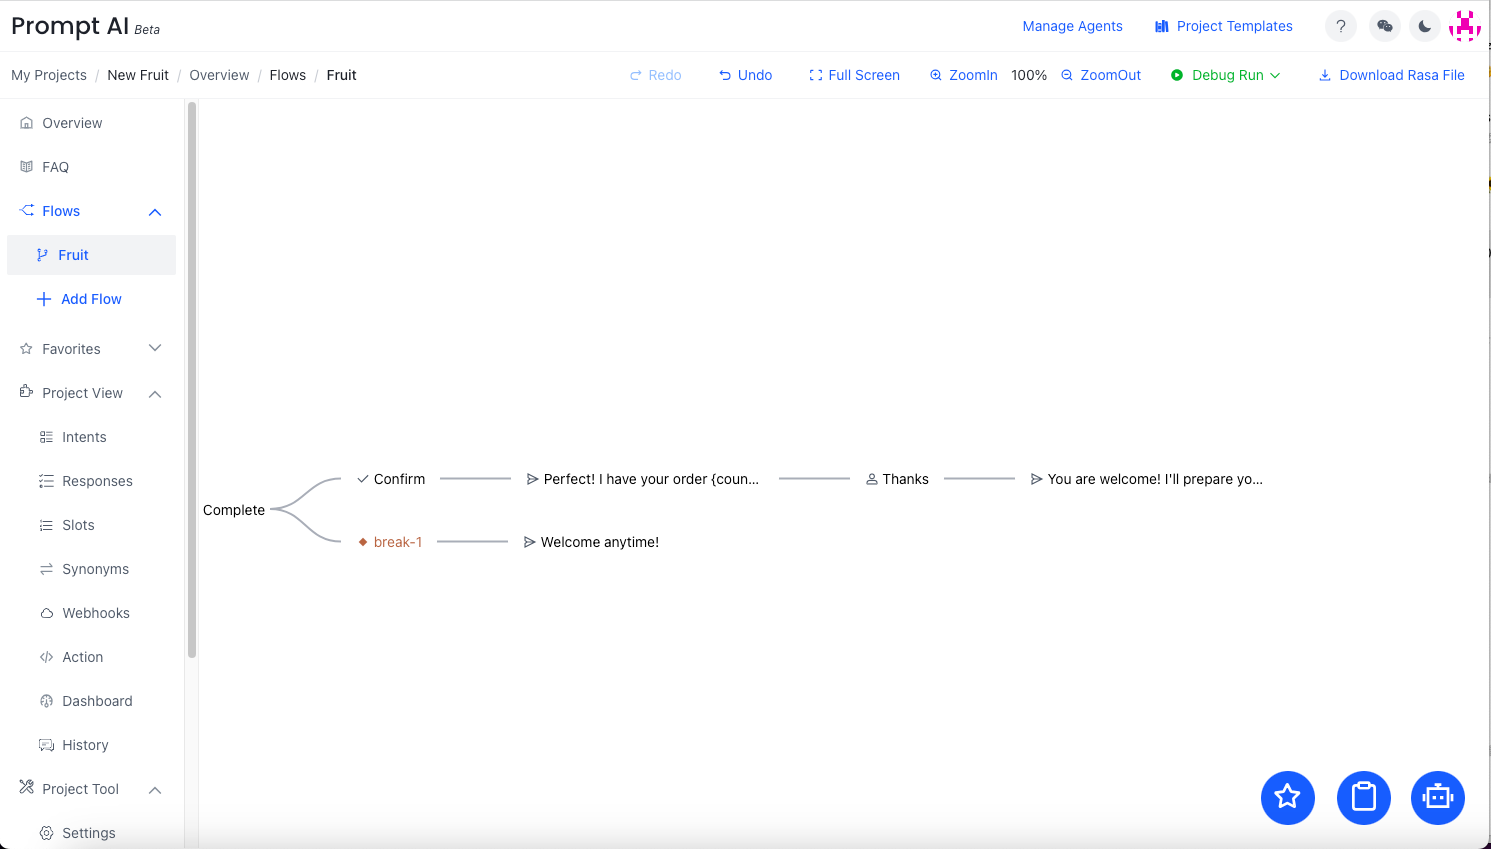 Prompt AI Beta
Manage Agents
Project Templates
?
My Projects / New Fruit / Overview / Flows / Fruit
Redo
Undo
Full Screen
ZoomIn
100%
ZoomOut
Debug Run
Download Rasa File
Overview
FAQ
Flows
Fruit
Add Flow
Favorites
Project View
Intents
Responses
Slots
Synonyms
Webhooks
Action
Dashboard
History
Project Tool
Settings
Complete
Confirm
Perfect! I have your order {coun...
Thanks
You are welcome! I'll prepare yo...
break-1
Welcome anytime!